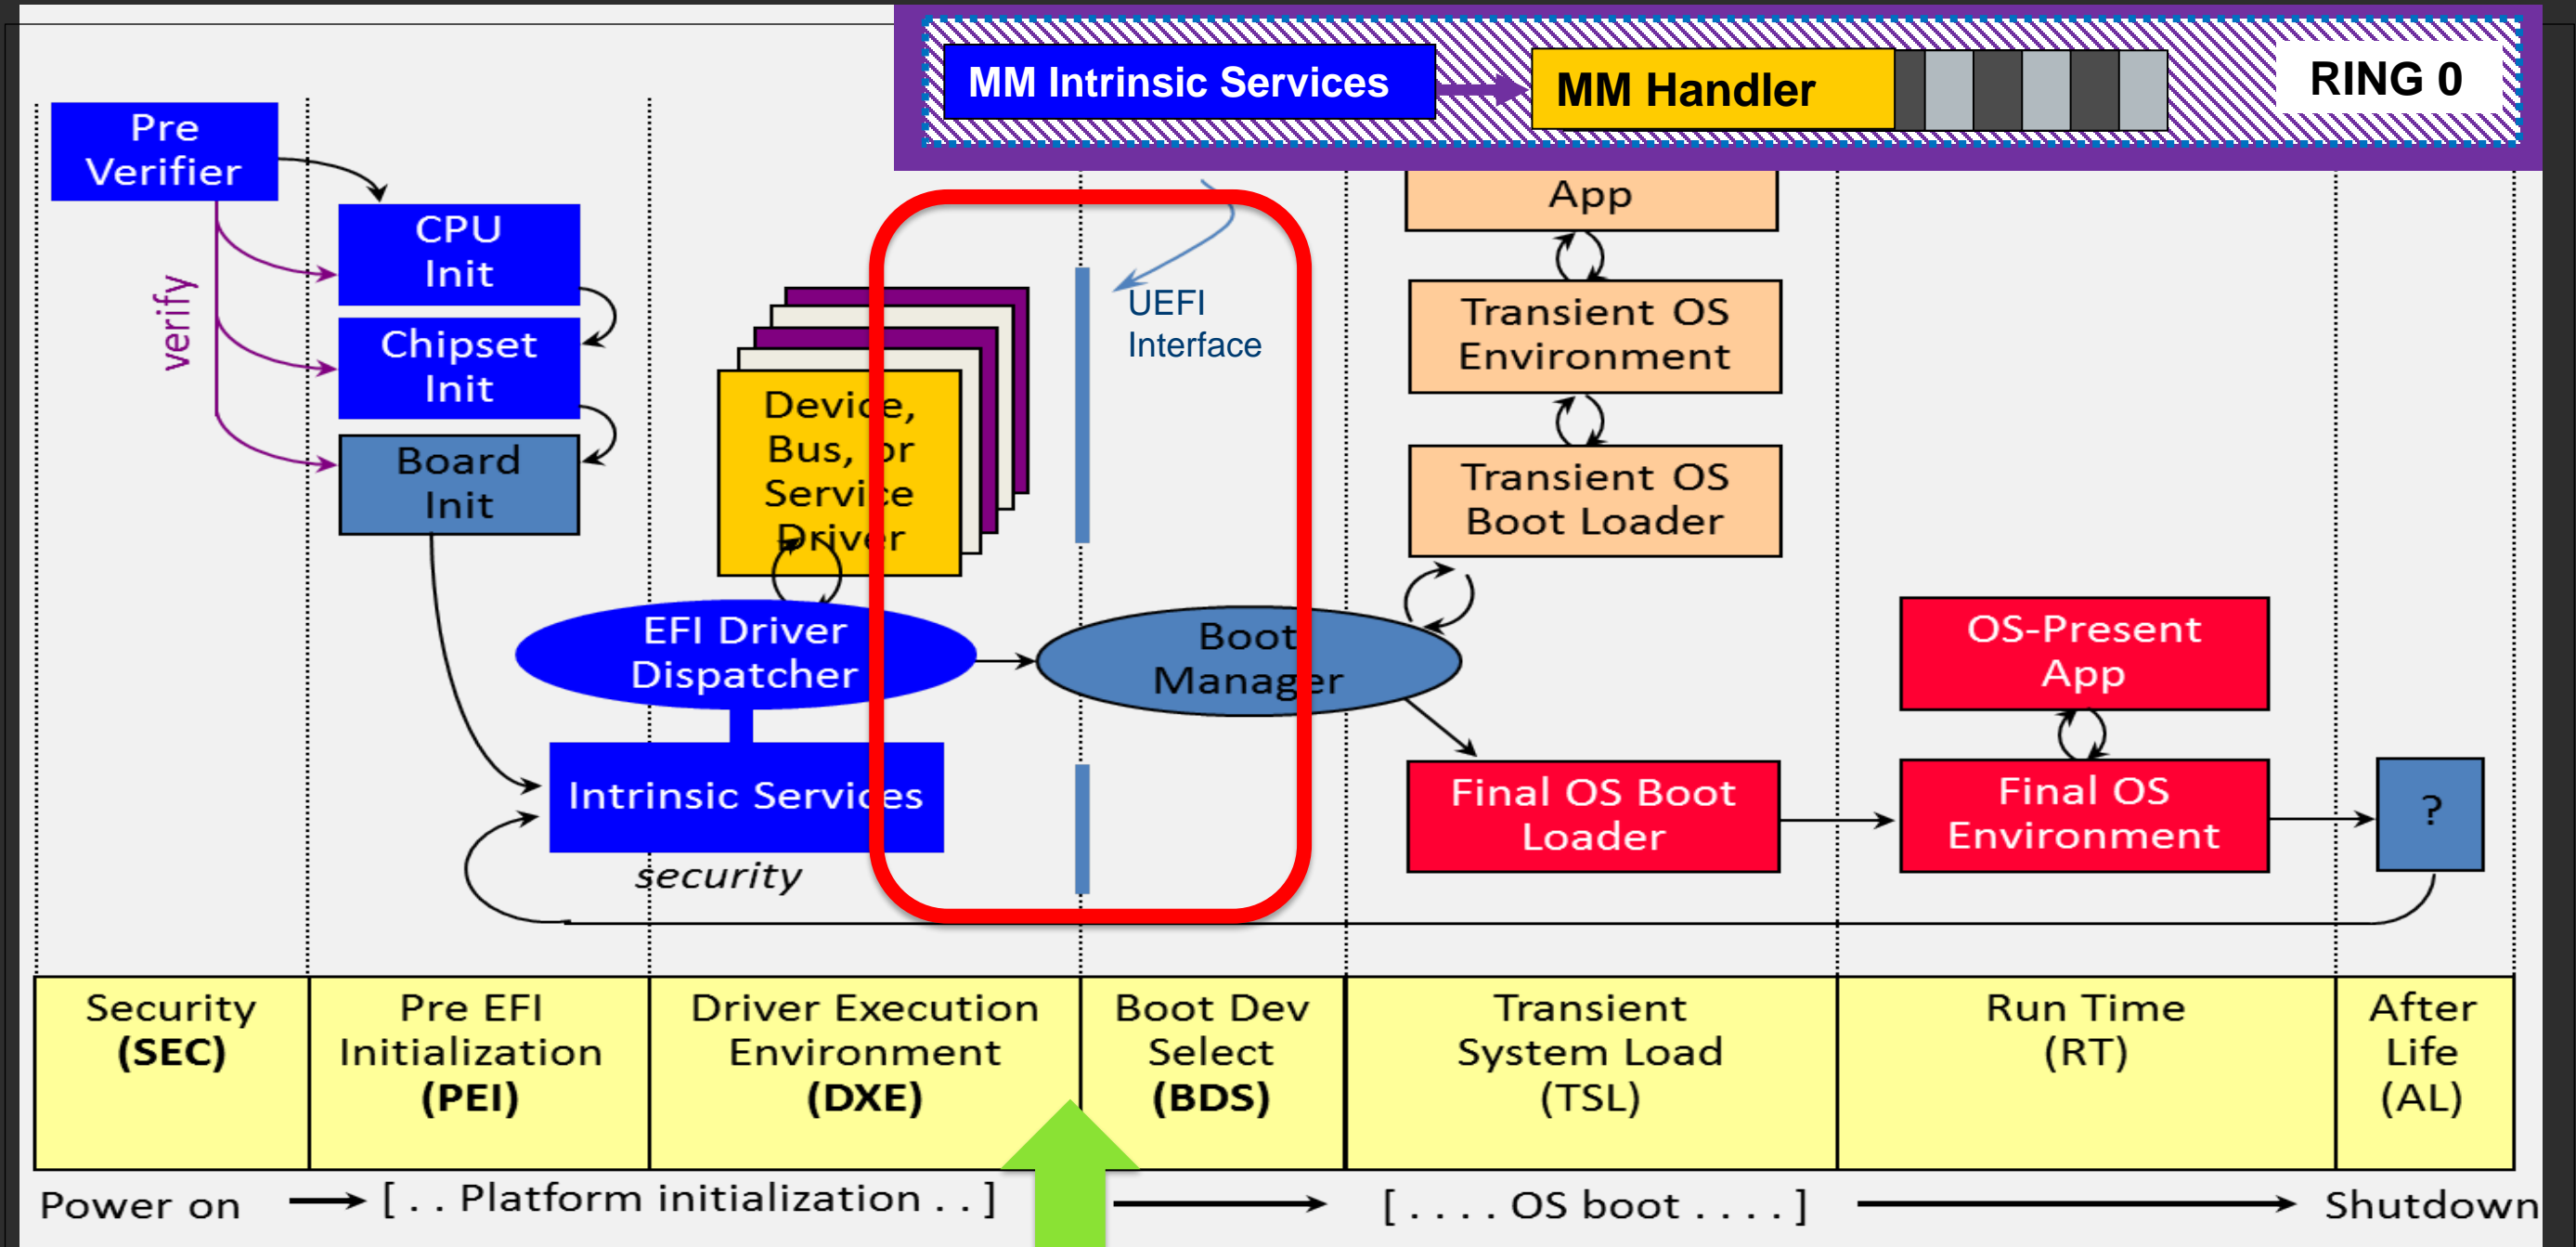 MM Intrinsic Services
MM Handler
RING 0
Pre
Verifier
verify
CPU
Init
Chipset
Init
Board
Init
Device,
Bus, or
Service
Driver
EFI Driver
Dispatcher
Intrinsic Services
security
UEFI
Interface
Boot
Manager
App
Transient OS
Environment
Transient OS
Boot Loader
Final OS Boot
Loader
OS-Present
App
Final OS
Environment
?
Security
(SEC)
Pre EFI
Initialization
(PEI)
Driver Execution
Environment
(DXE)
Boot Dev
Select
(BDS)
Transient
System Load
(TSL)
Run Time
(RT)
After
Life
(AL)
Power on
[ . . Platform initialization . . ]
[ . . . . OS boot . . . . ]
Shutdown